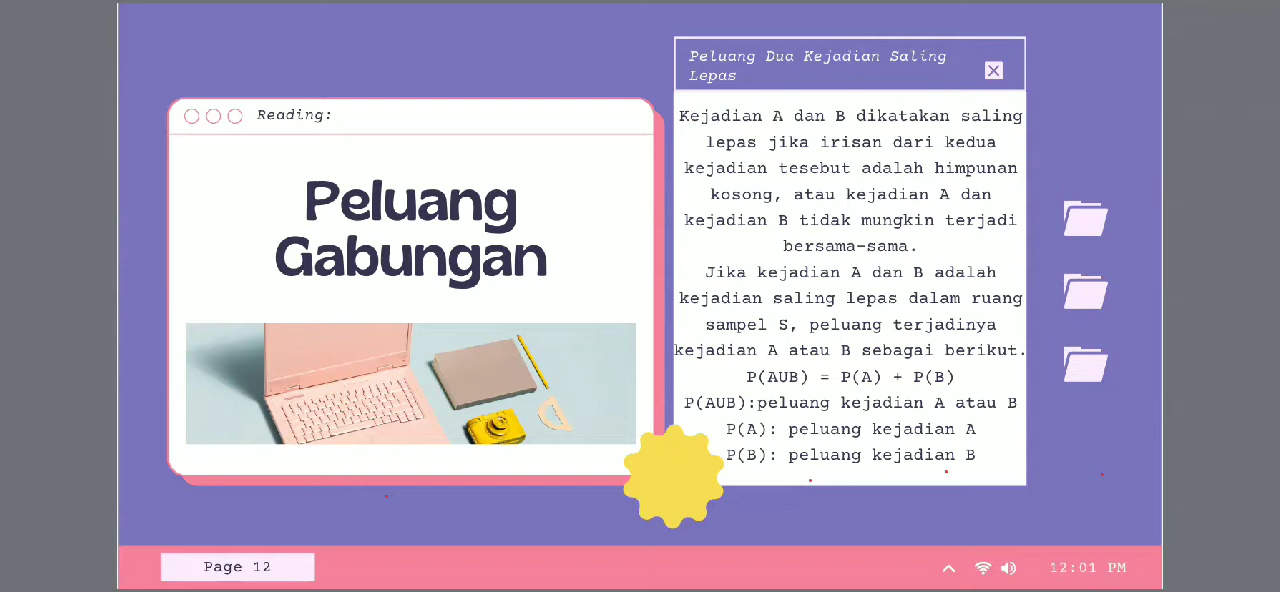 Reading:
Peluang
Gabungan
Peluang Dua Kejadian Saling
Lepas
Kejadian A dan B dikatakan saling
lepas jika irisan dari kedua
kejadian tesebut adalah himpunan
kosong, atau kejadian A dan
kejadian B tidak mungkin terjadi
bersama-sama.
Jika kejadian A dan B adalah
kejadian saling lepas dalam ruang
sampel S, peluang terjadinya
kejadian A atau B sebagai berikut.
P(AUB) = P(A) + P(B)
P(AUB):peluang kejadian A atau B
P(A): peluang kejadian A
P(B): peluang kejadian B
Page 12
12:01 PM